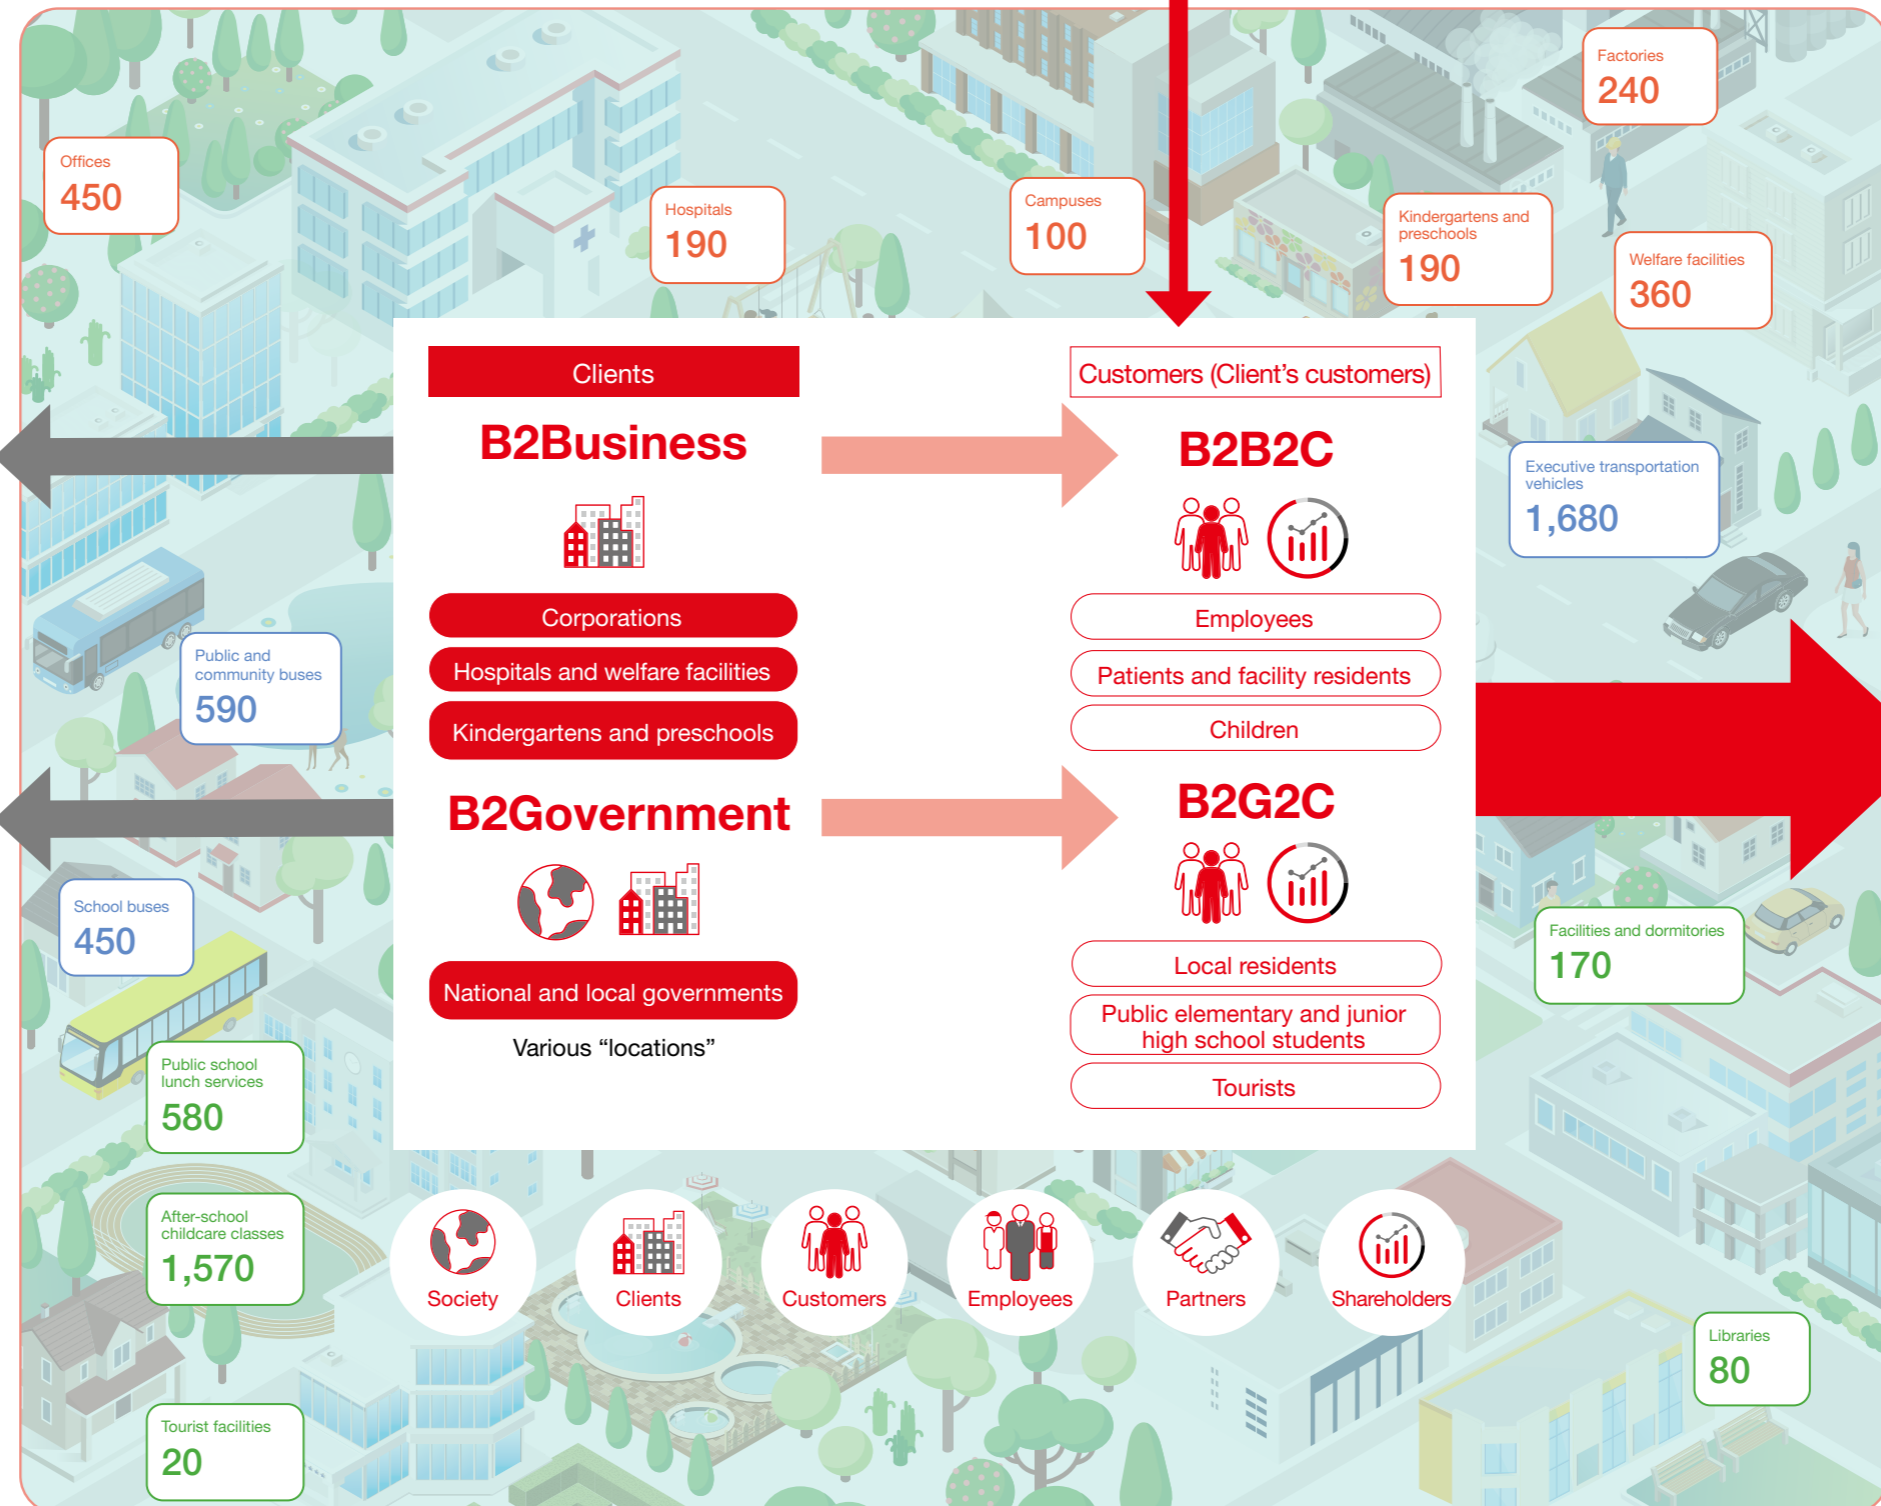 Factories
240
Offices
450
Hospitals
190
Campuses
100
Kindergartens and
preschools
190
Welfare facilities
360
Clients
Customers (Client’s customers)
B2Business
B2B2C
Executive transportation
vehicles
1,680
Corporations
Hospitals and welfare facilities
Kindergartens and preschools
Employees
Patients and facility residents
Children
Public and
community buses
590
B2Government
B2G2C
School buses
450
Facilities and dormitories
170
National and local governments
Various “locations”
Local residents
Public elementary and junior
high school students
Tourists
Public school
lunch services
580
After-school
childcare classes
1,570
Society
Clients
Customers
Employees
Partners
Shareholders
Libraries
80
Tourist facilities
20